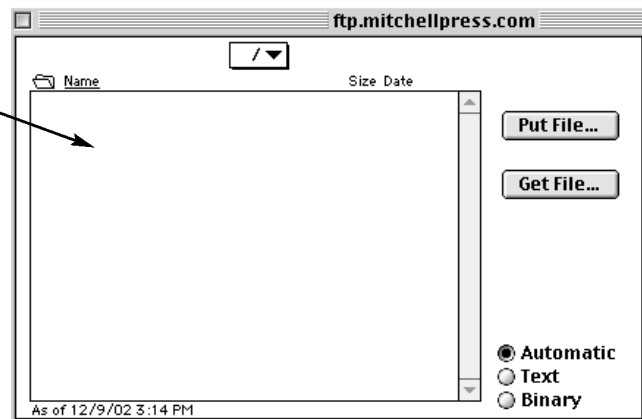 ftp.mitchellpress.com
/
Name Size Date
Put File...
Get File...
Automatic
Text
Binary
As of 12/9/02 3:14 PM